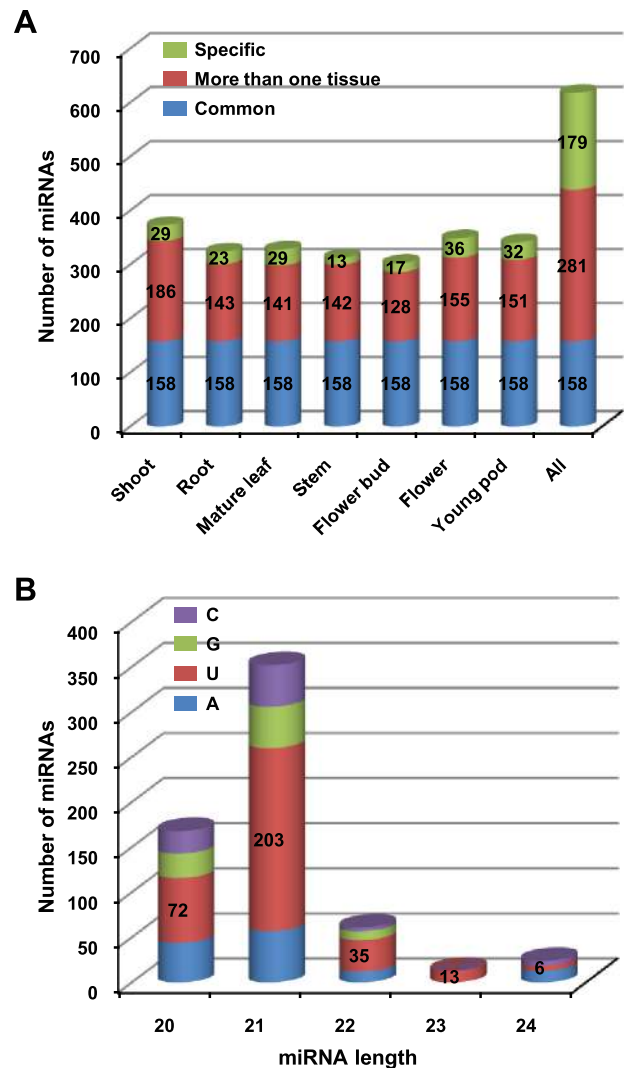 A
Specific
More than one tissue
Common
Number of miRNAs
700
600
500
400
300
200
100
0
29 23 29 13 17 36 32 179
186 143 141 142 128 155 151 281
158 158 158 158 158 158 158 158
Shoot Root Mature leaf Stem Flower bud Flower Young pod All
B
C
G
U
A
Number of miRNAs
400
350
300
250
200
150
100
50
0
72 203 35 13 6
20 21 22 23 24
miRNA length